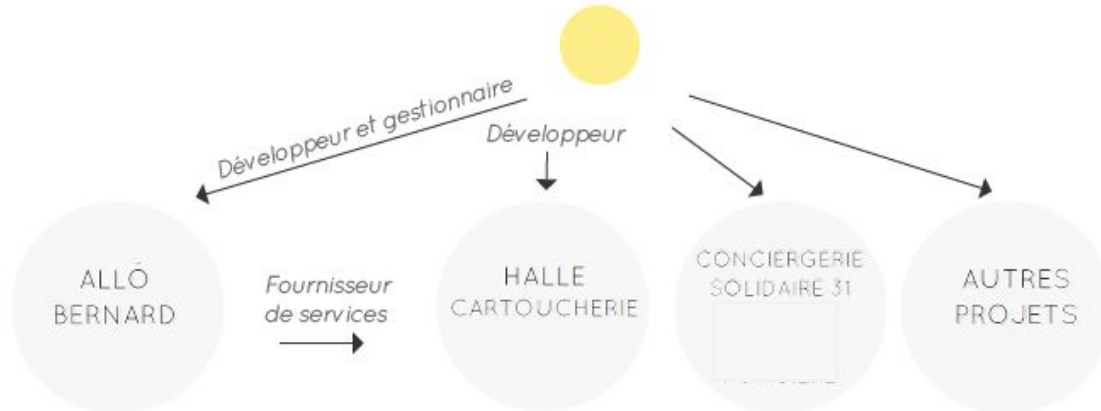 Développeur et gestionnaire
Développeur
ALLÔ
BERNARD
Fournisseur
de services
HALLE
CARTOUCHERIE
CONCIERGERIE
SOLIDAIRE 31
AUTRES
PROJETS